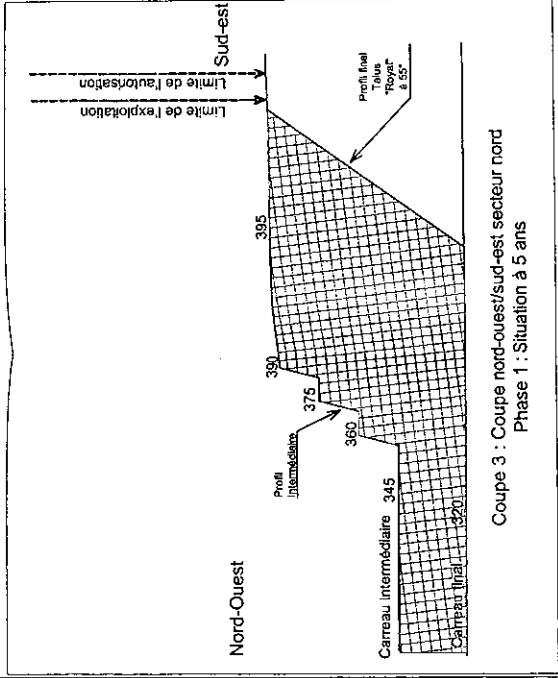 Nord-Ouest
Sud-est
Limite de l'autorisation
Limite de l'exploitation
395
390
375
360
Profil
Intermédiaire
Profil final
Talus
"Royal"
à 55°
Carreau Intermédiaire 345
Carreau final 320
Coupe 3 : Coupe nord-ouest/sud-est secteur nord
Phase 1 : Situation à 5 ans